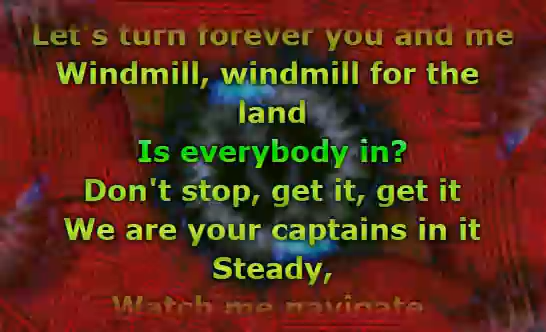 Let's turn forever you and me
Windmill, windmill for the
land
Is everybody in?
Don't stop, get it, get it
We are your captains in it
Steady,
Watch me navigate